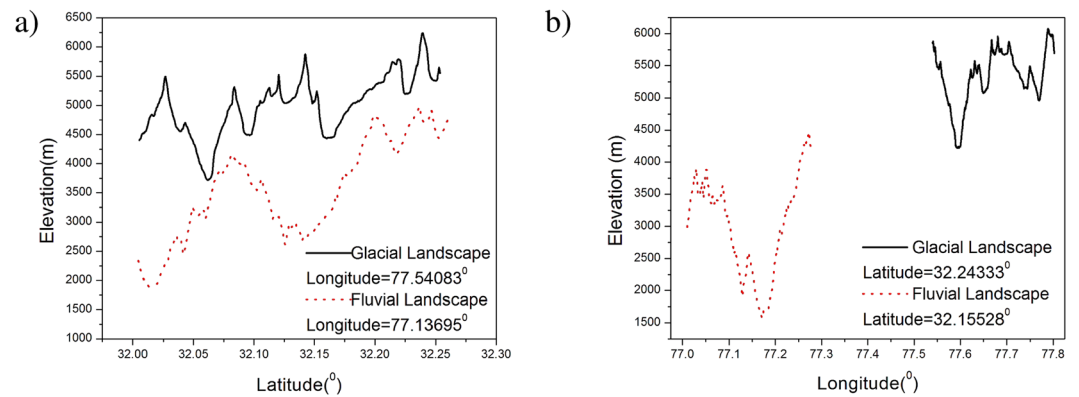 a)
6500
6000
5500
5000
4500
4000
3500
3000
2500
2000
1500
1000
Elevation(m)
Glacial Landscape
Longitude=77.54083⁰
Fluvial Landscape
Longitude=77.13695⁰
32.00 32.05 32.10 32.15 32.20 32.25 32.30
Latitude(⁰)
b)
6000
5500
5000
4500
4000
3500
3000
2500
2000
1500
Elevation (m)
Glacial Landscape
Latitude=32.24333⁰
Fluvial Landscape
Latitude=32.15528⁰
77.0 77.1 77.2 77.3 77.4 77.5 77.6 77.7 77.8
Longitude(⁰)